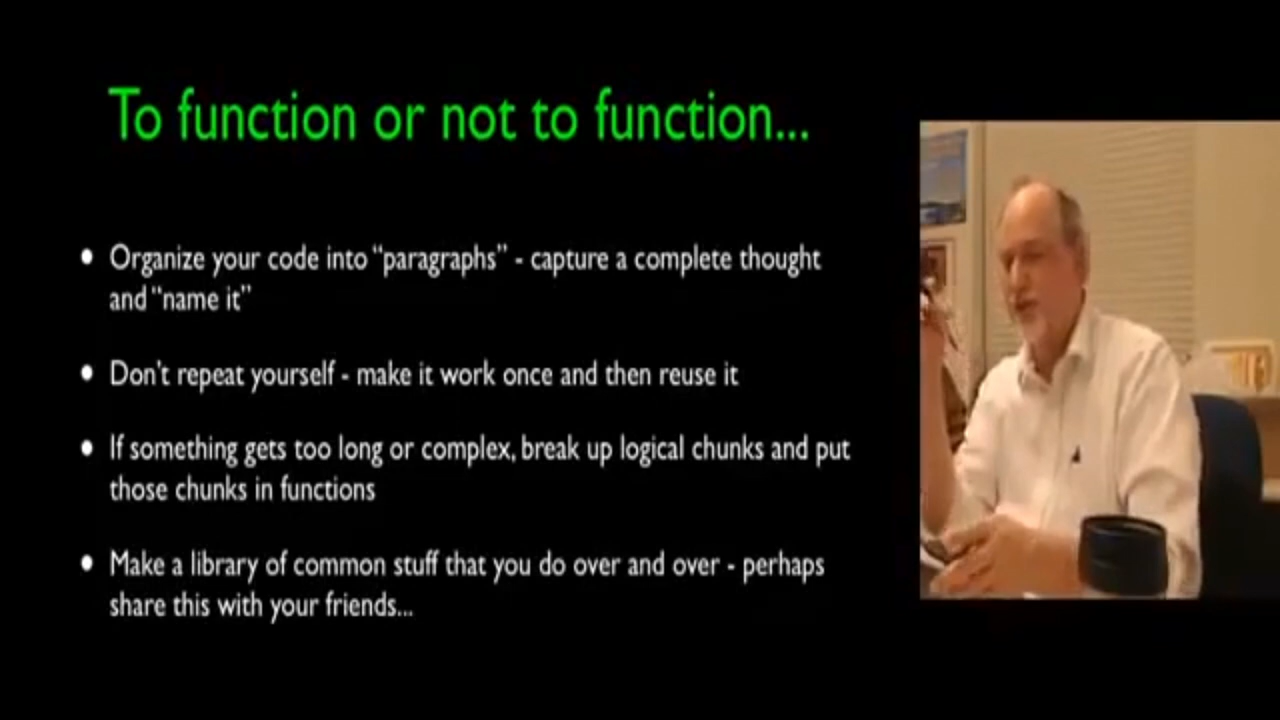 To function or not to function...
• Organize your code into “paragraphs” - capture a complete thought
and “name it”
• Don’t repeat yourself - make it work once and then reuse it
• If something gets too long or complex, break up logical chunks and put
those chunks in functions
• Make a library of common stuff that you do over and over - perhaps
share this with your friends...